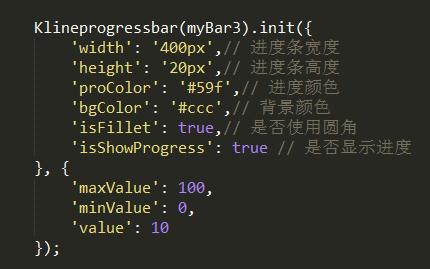 Klineprogressbar(myBar3).init({
'width': '400px',// 进度条宽度
'height': '20px',// 进度条高度
'proColor': '#59f',// 进度颜色
'bgColor': '#ccc',// 背景颜色
'isFillet': true,// 是否使用圆角
'isShowProgress': true // 是否显示进度
}, {
'maxValue': 100,
'minValue': 0,
'value': 10
});